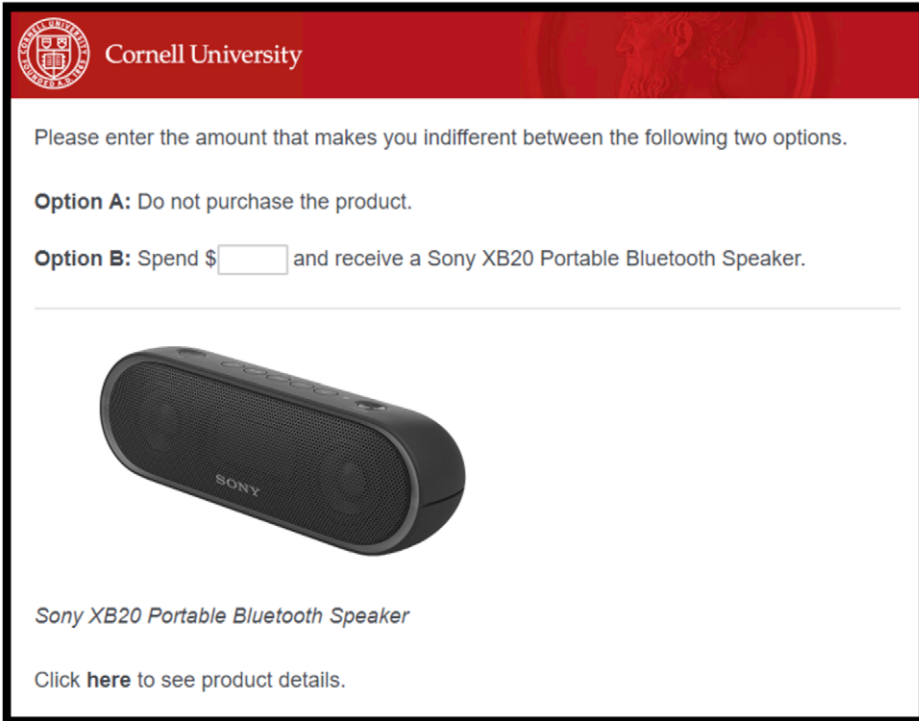 Cornell University
Please enter the amount that makes you indifferent between the following two options.
Option A: Do not purchase the product.
Option B: Spend $ and receive a Sony XB20 Portable Bluetooth Speaker.
SONY
Sony XB20 Portable Bluetooth Speaker
Click here to see product details.